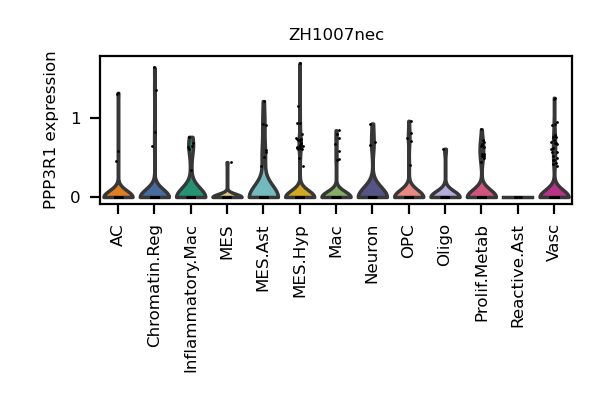 ZH1007nec
PPP3R1 expression
1
0
AC
Chromatin.Reg
Inflammatory.Mac
MES
MES.Ast
MES.Hyp
Mac
Neuron
OPC
Oligo
Prolif.Metab
Reactive.Ast
Vasc